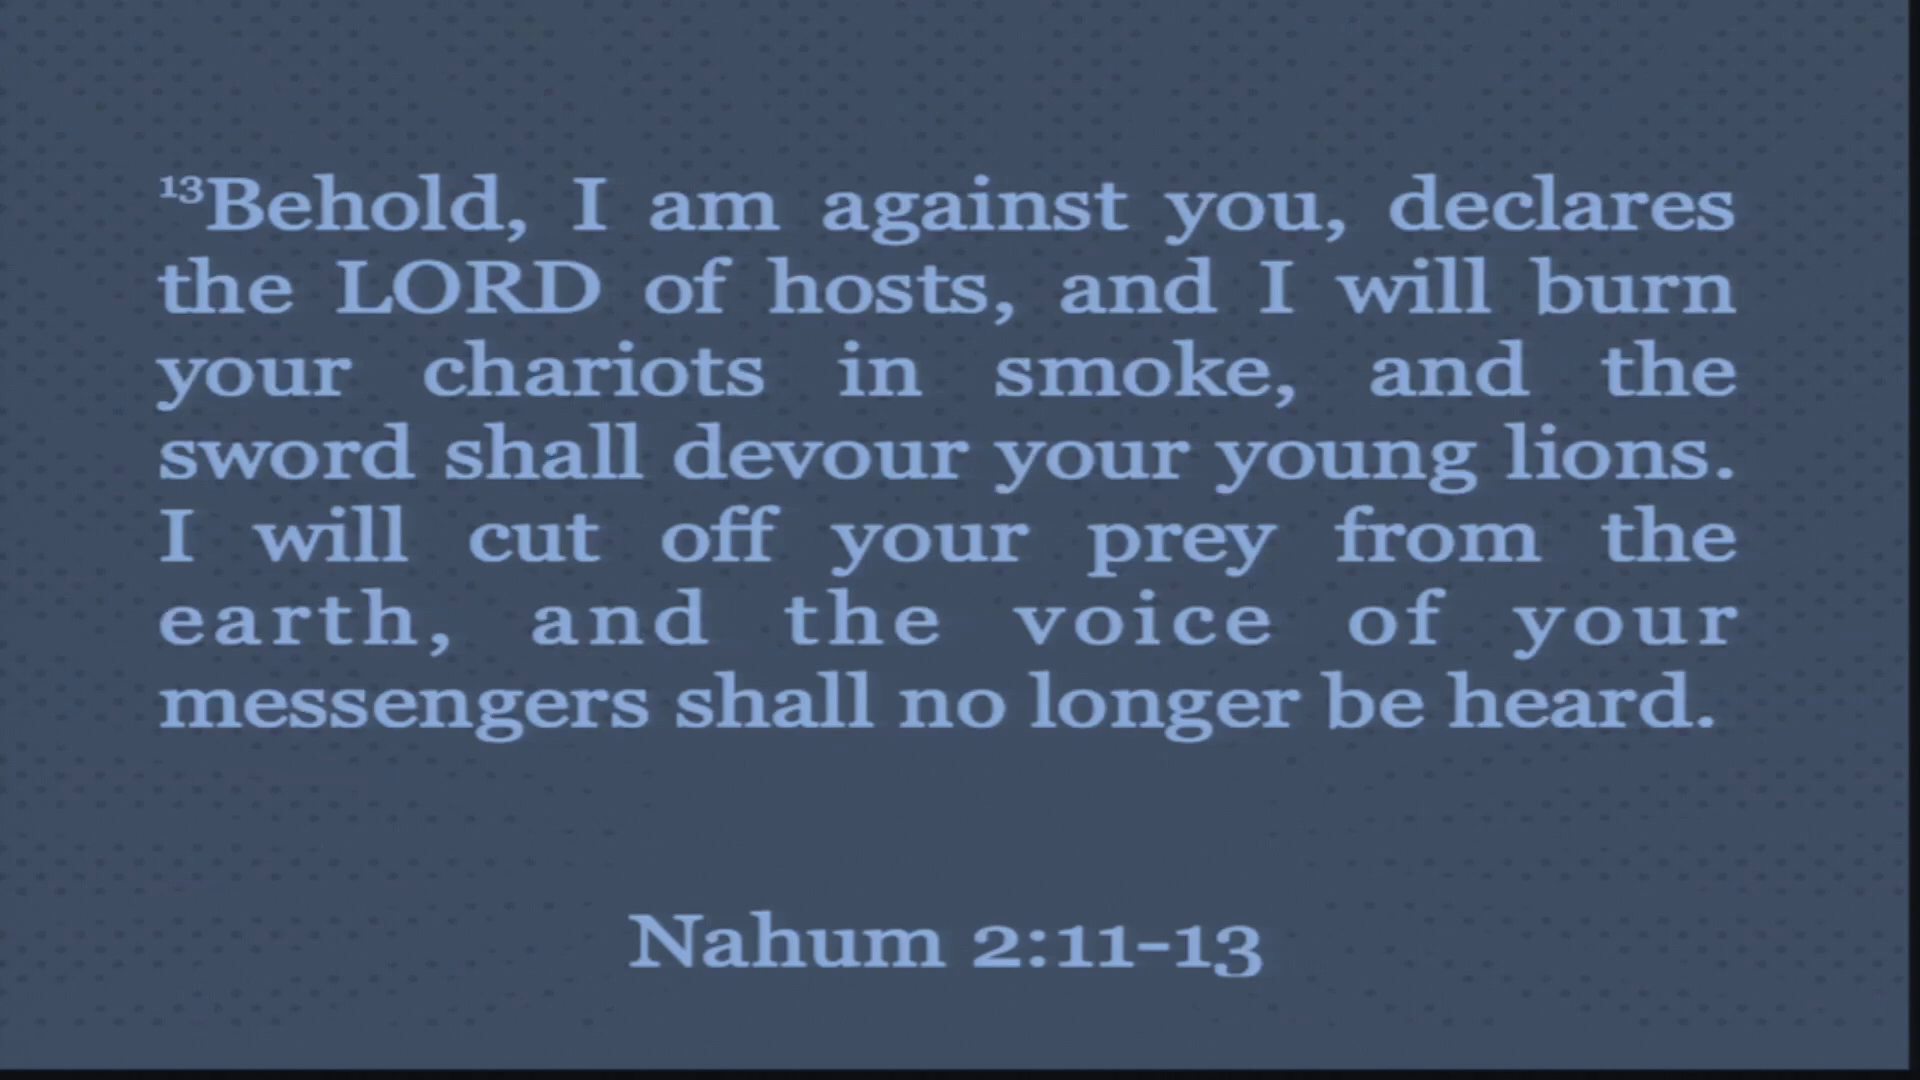 ¹³Behold, I am against you, declares
the LORD of hosts, and I will burn
your chariots in smoke, and the
sword shall devour your young lions.
I will cut off your prey from the
earth, and the voice of your
messengers shall no longer be heard.
Nahum 2:11-13